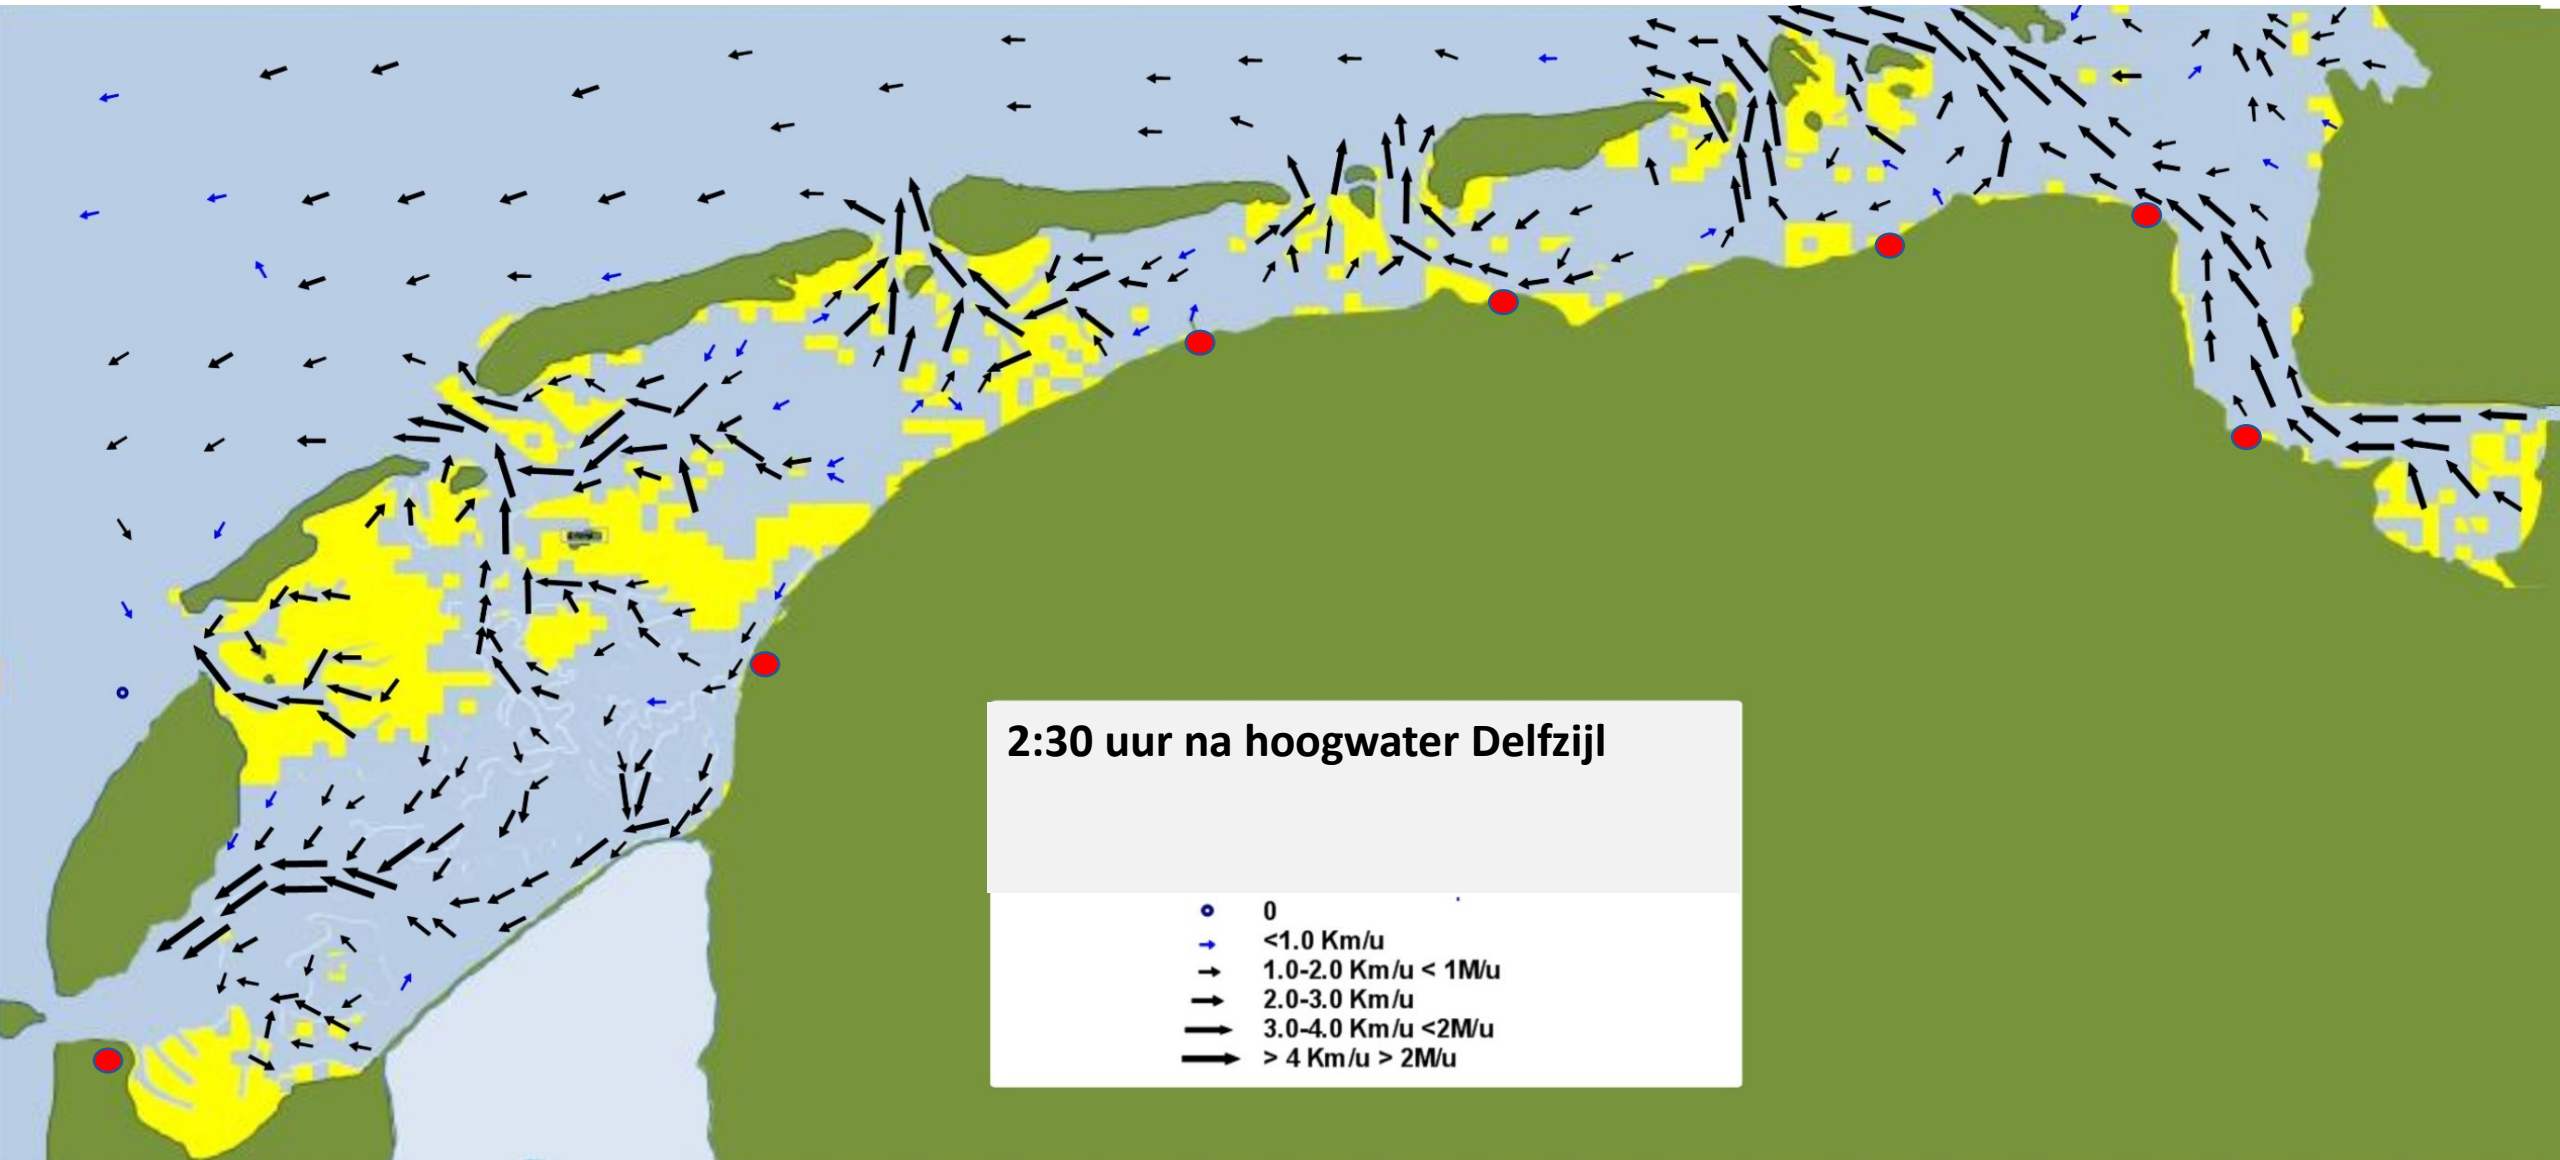 2:30 uur na hoogwater Delfzijl
0
<1.0 Km/u
1.0-2.0 Km/u < 1M/u
2.0-3.0 Km/u
3.0-4.0 Km/u <2M/u
> 4 Km/u > 2M/u